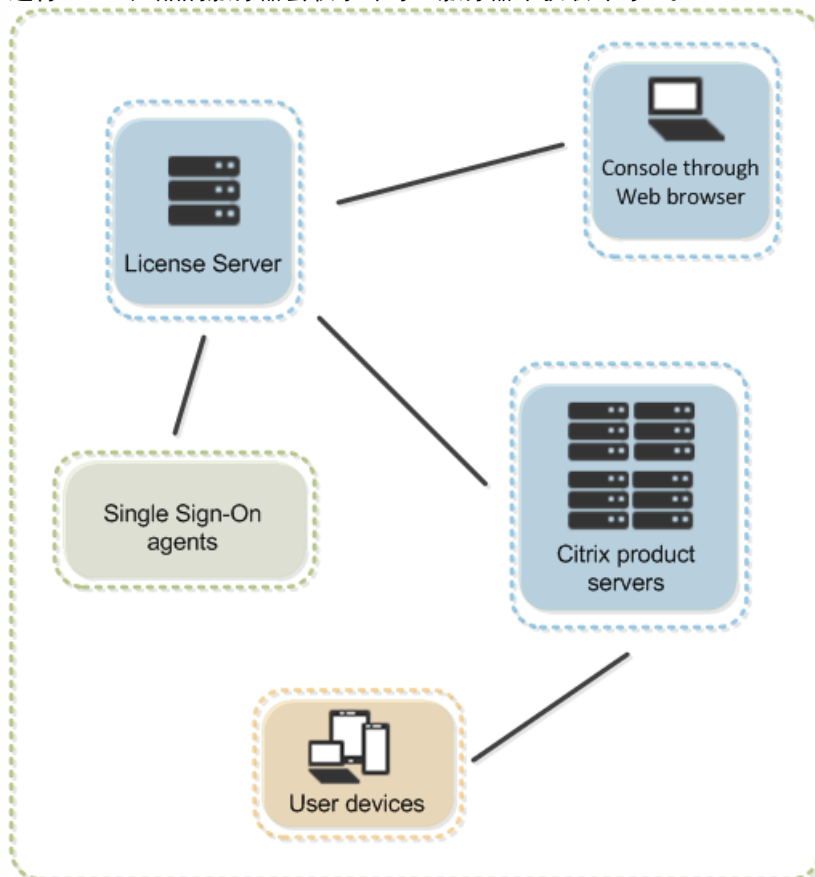 License Server
Console through
Web browser
Single Sign-On
agents
Citrix product
servers
User devices